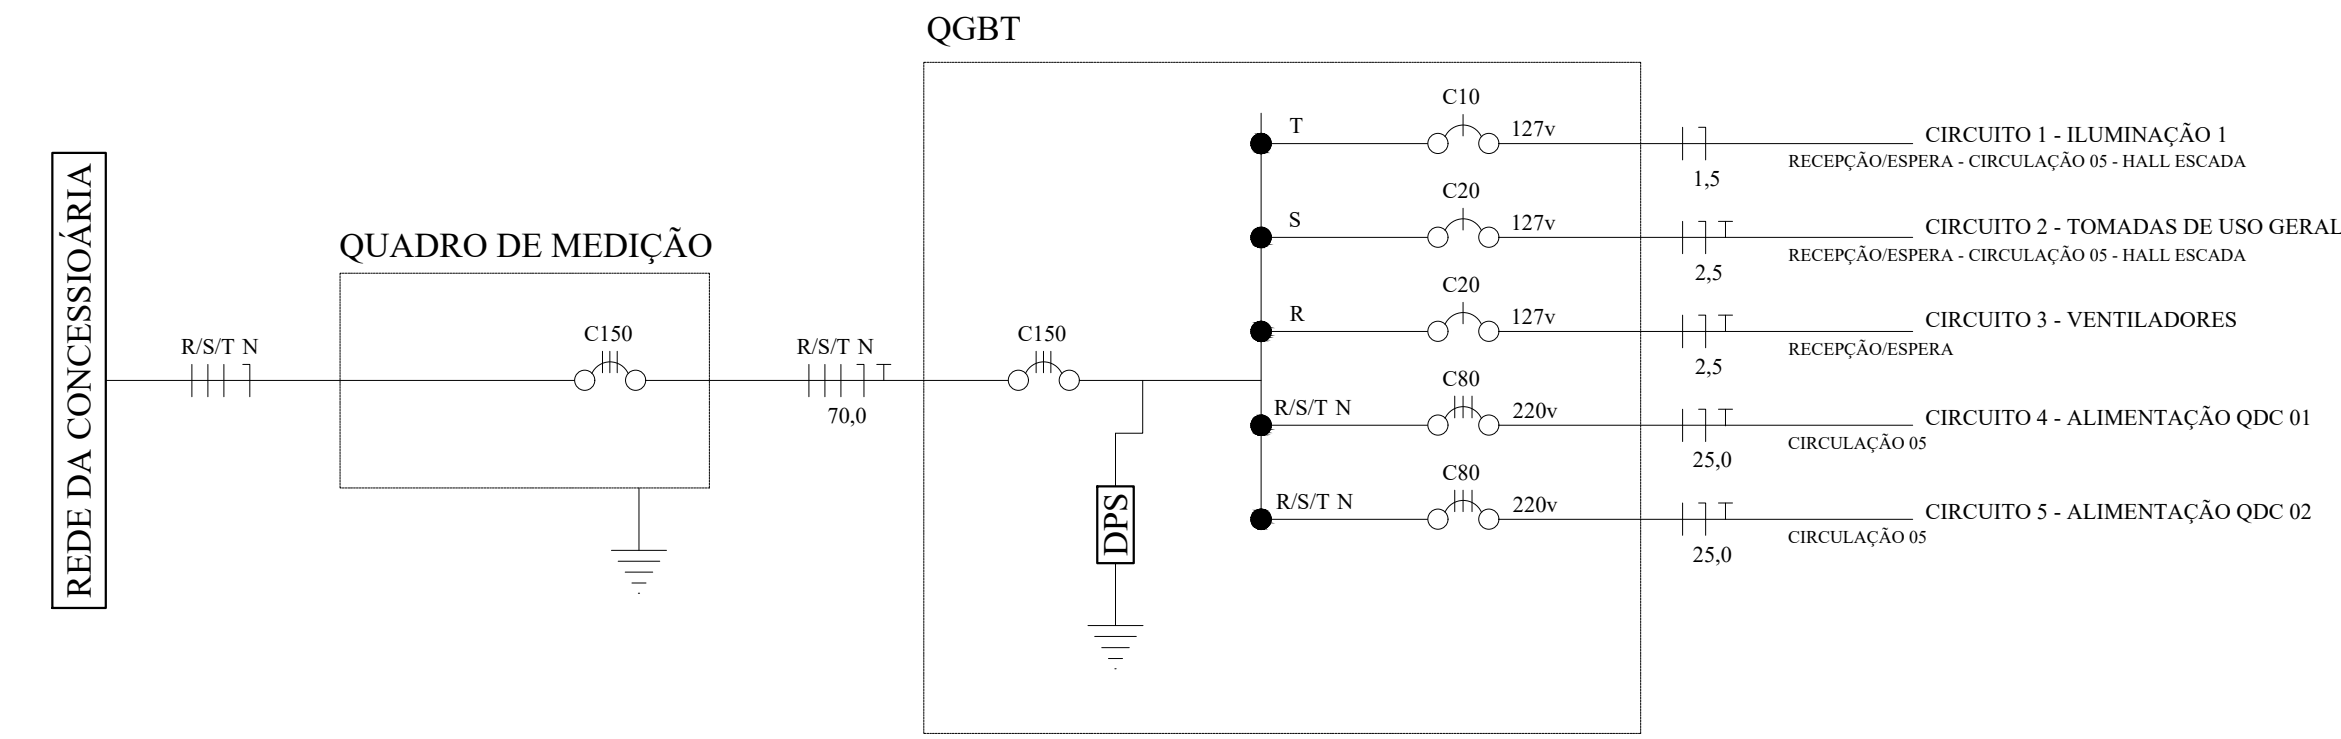 QGBT
REDE DA CONCESSIOÁRIA
R/S/T N
QUADRO DE MEDIÇÃO
C150
R/S/T N
70,0
C150
DPS
T
C10
127v
1,5
CIRCUITO 1 - ILUMINAÇÃO 1
RECEPÇÃO/ESPERA - CIRCULAÇÃO 05 - HALL ESCADA
S
C20
127v
2,5
CIRCUITO 2 - TOMADAS DE USO GERAL
RECEPÇÃO/ESPERA - CIRCULAÇÃO 05 - HALL ESCADA
R
C20
127v
2,5
CIRCUITO 3 - VENTILADORES
RECEPÇÃO/ESPERA
R/S/T N
C80
220v
25,0
CIRCUITO 4 - ALIMENTAÇÃO QDC 01
CIRCULAÇÃO 05
R/S/T N
C80
220v
25,0
CIRCUITO 5 - ALIMENTAÇÃO QDC 02
CIRCULAÇÃO 05